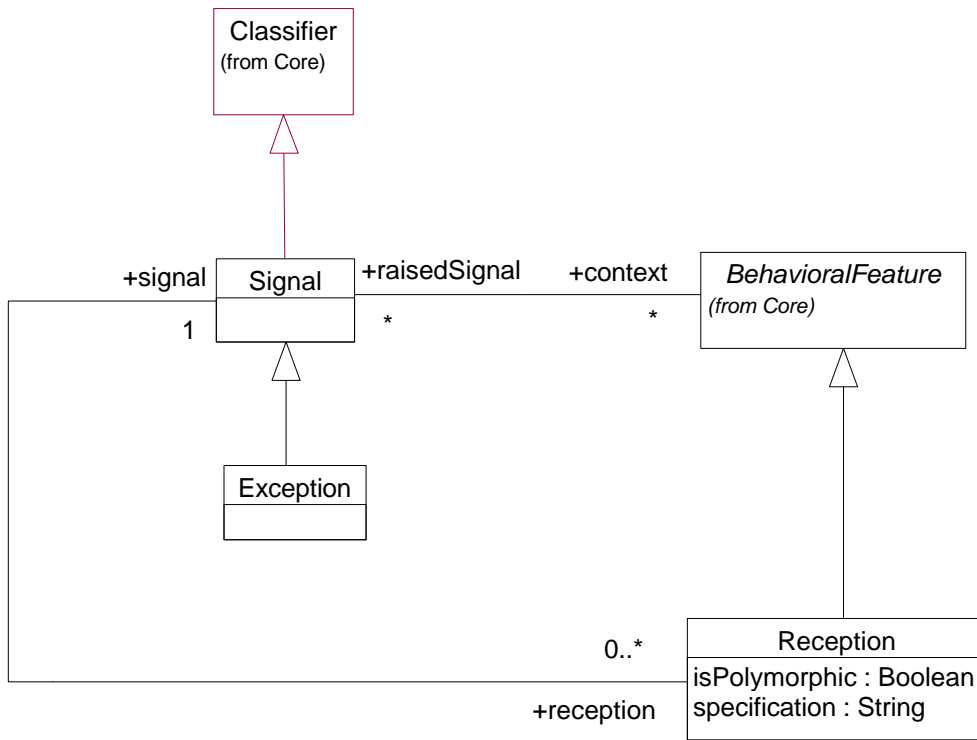 Classifier
(from Core)
+signal
Signal
+raisedSignal
+context
BehavioralFeature
(from Core)
1
*
*
Exception
Reception
0..*
isPolymorphic : Boolean
specification : String
+reception